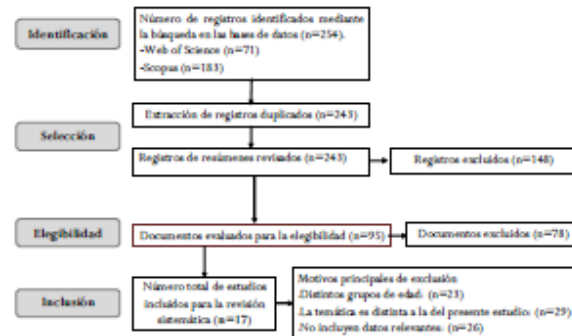 Identificación
Número de registros identificados mediante
la búsqueda en las bases de datos (n=254).
-Web of Science (n=71)
-Scopus (n=183)
Extracción de registros duplicados (n=243)
Selección
Registros de resúmenes revisados (n=243)
Registros excluidos (n=148)
Elegibilidad
Documentos evaluados para la elegibilidad (n=95)
Documentos excluidos (n=78)
Inclusión
Número total de estudios
incluidos para la revisión
sistemática (n=17)
Motivos principales de exclusión
.Distintos grupos de edad: (n=23)
.La temática es distinta a la del presente estudio: (n=29)
.No incluyen datos relevantes: (n=26)